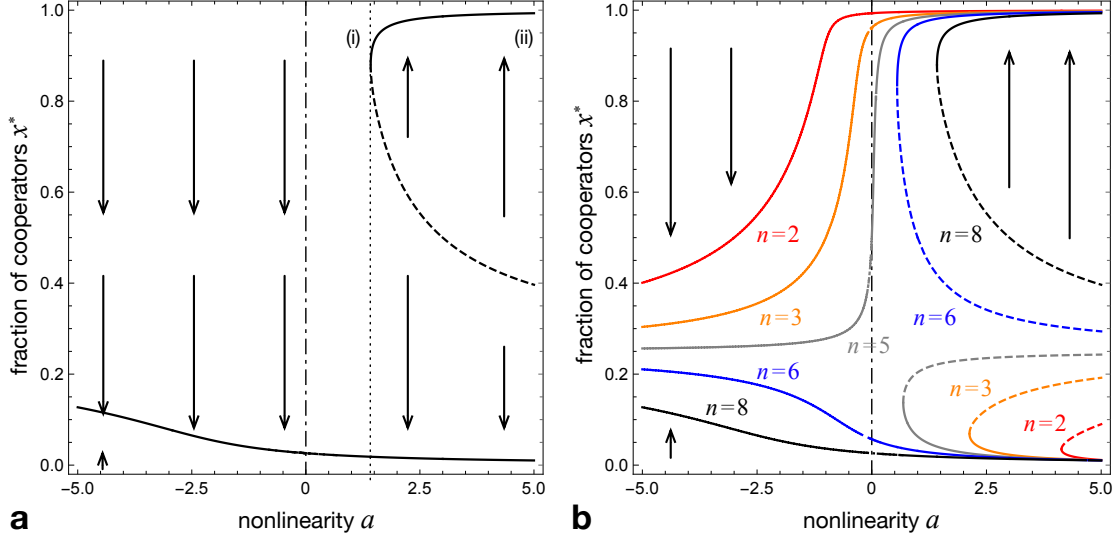 1.0
0.8
0.6
0.4
0.2
0.0
fraction of cooperators x*
(i)
(ii)
−5.0
−2.5
0
2.5
5.0
nonlinearity a
a
1.0
0.8
0.6
0.4
0.2
0.0
fraction of cooperators x*
n=2
n=8
n=3
n=6
n=5
n=6
n=3
n=8
n=2
−5.0
−2.5
0
2.5
5.0
nonlinearity a
b